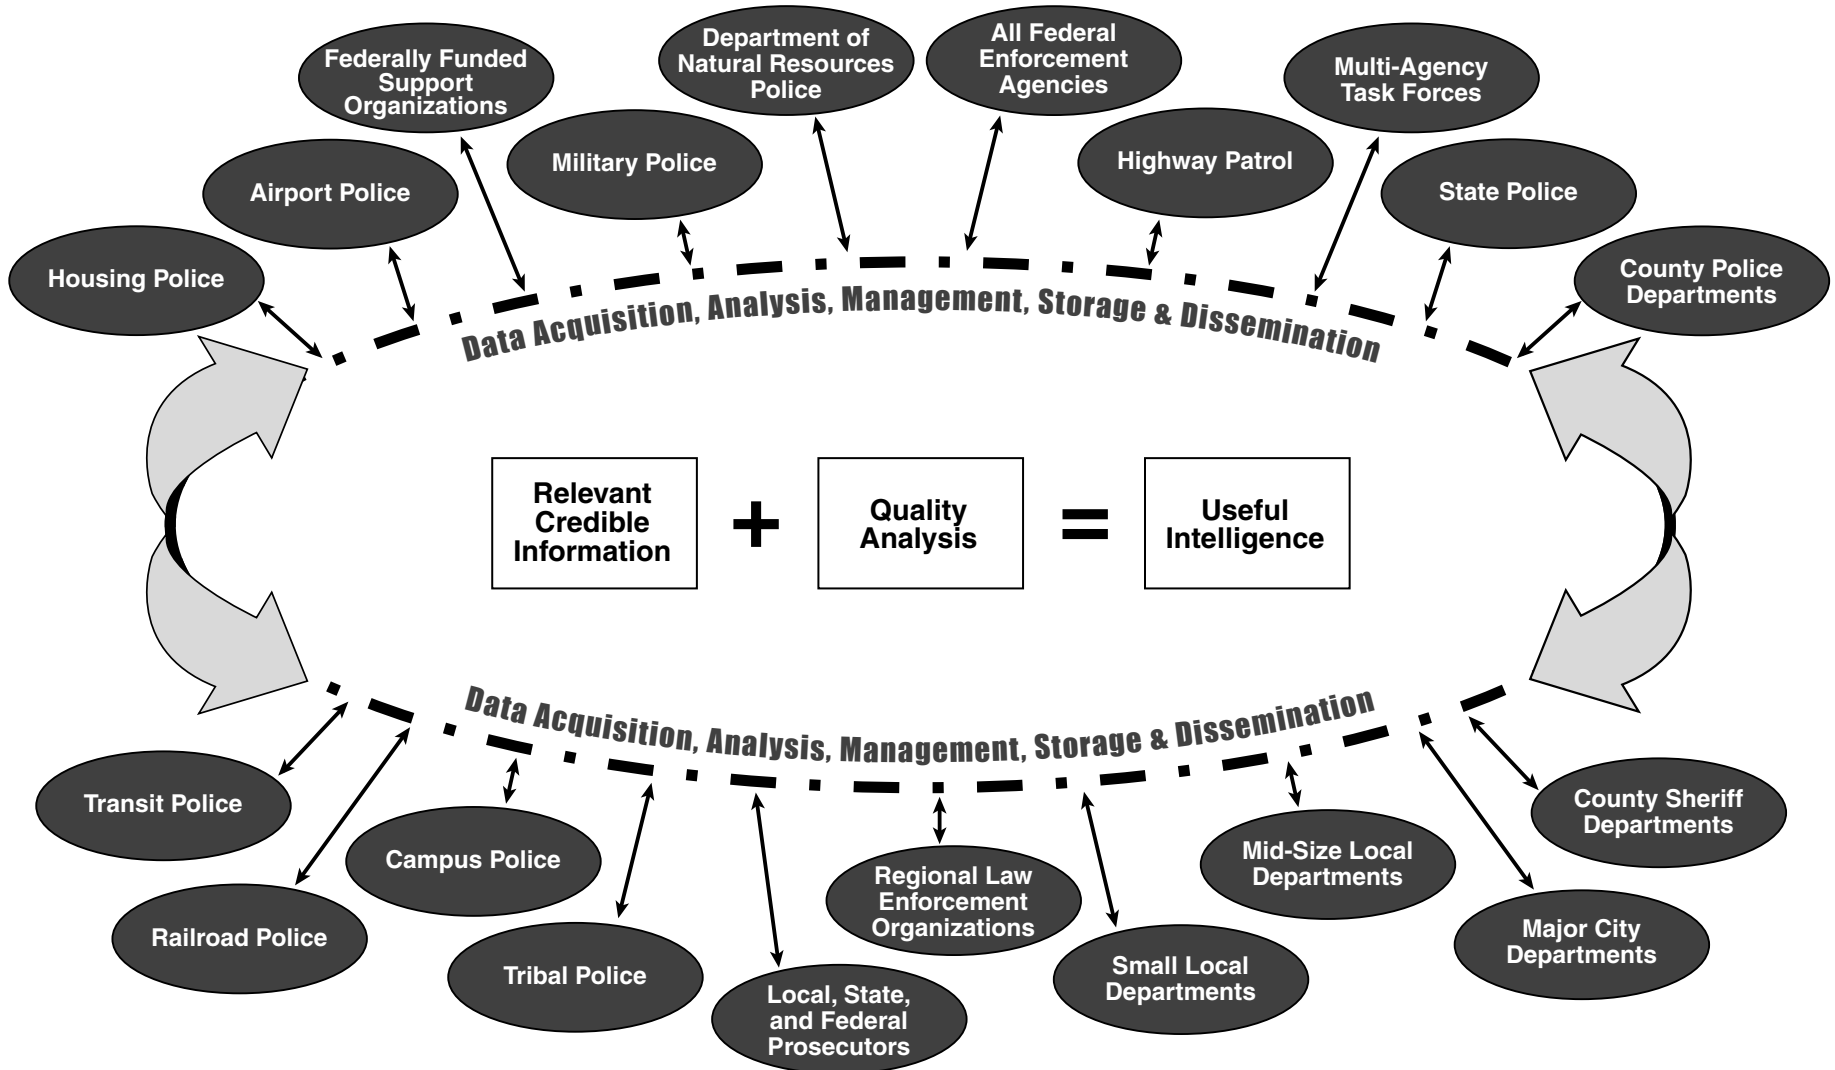 Federally Funded
Support
Organizations
Department of
Natural Resources
Police
All Federal
Enforcement
Agencies
Multi-Agency
Task Forces
Military Police
Highway Patrol
Airport Police
State Police
Housing Police
County Police
Departments
Data Acquisition, Analysis, Management, Storage & Dissemination
Relevant
Credible
Information
+
Quality
Analysis
=
Useful
Intelligence
Data Acquisition, Analysis, Management, Storage & Dissemination
Transit Police
County Sheriff
Departments
Campus Police
Mid-Size Local
Departments
Regional Law
Enforcement
Organizations
Railroad Police
Major City
Departments
Tribal Police
Small Local
Departments
Local, State,
and Federal
Prosecutors